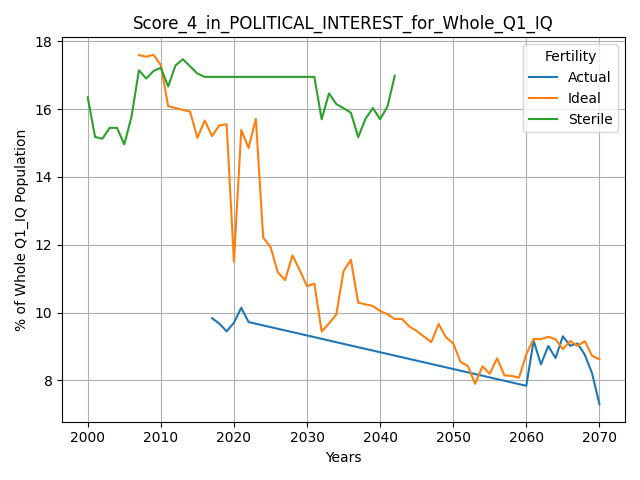 Score_4_in_POLITICAL_INTEREST_for_Whole_Q1_IQ
% of Whole Q1_IQ Population
18
16
14
12
10
8
Fertility
Actual
Ideal
Sterile
2000 2010 2020 2030 2040 2050 2060 2070
Years